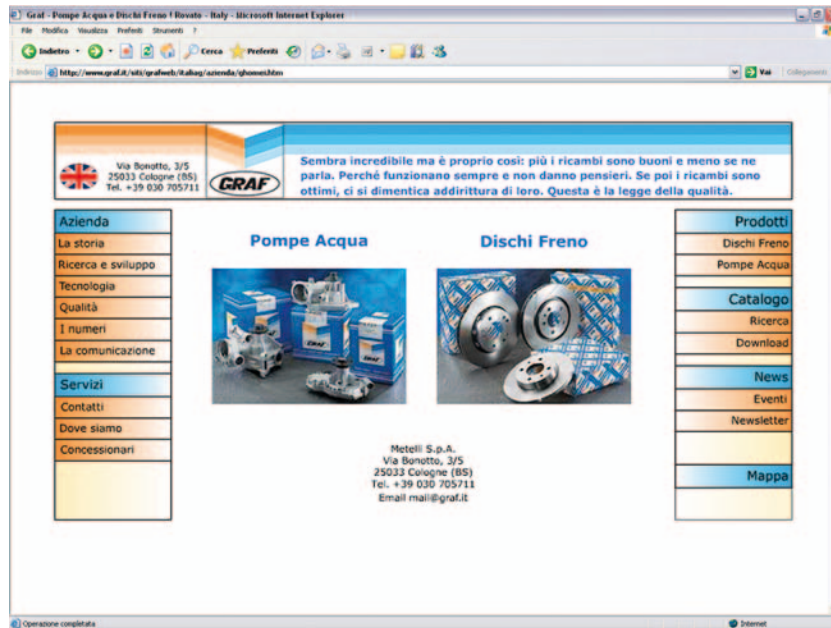 Graf - Pompe Acqua e Dischi Freno ! Rovato - Italy - Microsoft Internet Explorer
File Modifica Visualizza Preferiti Strumenti ?
Indietro Cerca Preferiti
Indirizzo http://www.graf.it/siti/grafweb/italiag/azienda/ghomei.htm Vai Collegamenti
Via Bonotto, 3/5
25033 Cologne (BS)
Tel. +39 030 705711
GRAF
Sembra incredibile ma è proprio così: più i ricambi sono buoni e meno se ne
parla. Perché funzionano sempre e non danno pensieri. Se poi i ricambi sono
ottimi, ci si dimentica addirittura di loro. Questa è la legge della qualità.
Azienda
La storia
Ricerca e sviluppo
Tecnologia
Qualità
I numeri
La comunicazione
Servizi
Contatti
Dove siamo
Concessionari
Pompe Acqua
GRAF
Dischi Freno
Metelli S.p.A.
Via Bonotto, 3/5
25033 Cologne (BS)
Tel. +39 030 705711
Email mail@graf.it
Prodotti
Dischi Freno
Pompe Acqua
Catalogo
Ricerca
Download
News
Eventi
Newsletter
Mappa
Operazione completata
Internet